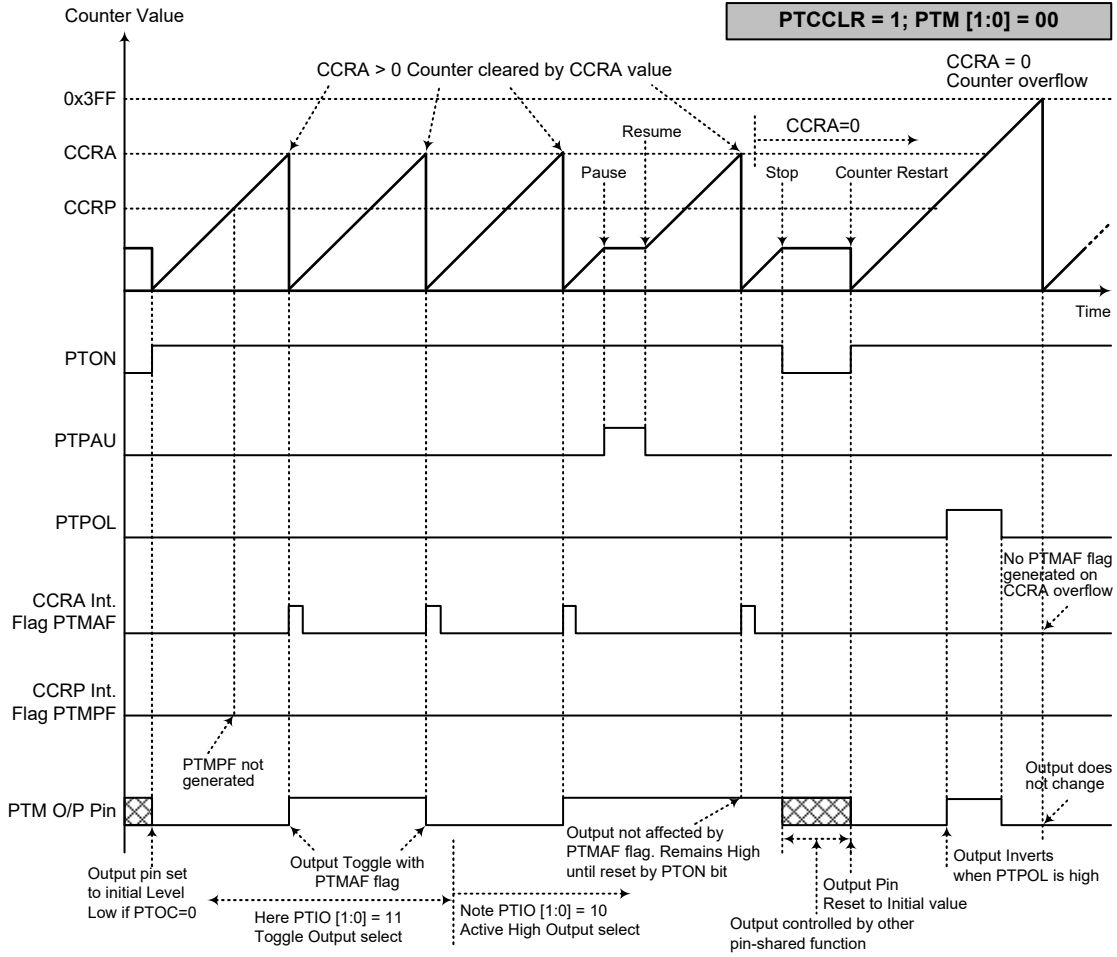 Counter Value
PTCCLR = 1; PTM [1:0] = 00
CCRA > 0 Counter cleared by CCRA value
CCRA = 0
Counter overflow
0x3FF
Resume
CCRA=0
CCRA
Pause
Stop
Counter Restart
CCRP
Time
PTON
PTPAU
PTPOL
No PTMAF flag
generated on
CCRA overflow
CCRA Int.
Flag PTMAF
CCRP Int.
Flag PTMPF
PTMPF not
generated
Output does
not change
PTM O/P Pin
Output pin set
to initial Level
Low if PTOC=0
Output Toggle with
PTMAF flag
Output not affected by
PTMAF flag. Remains High
until reset by PTON bit
Output Inverts
when PTPOL is high
Output Pin
Reset to Initial value
Here PTIO [1:0] = 11
Toggle Output select
Note PTIO [1:0] = 10
Active High Output select
Output controlled by other
pin-shared function